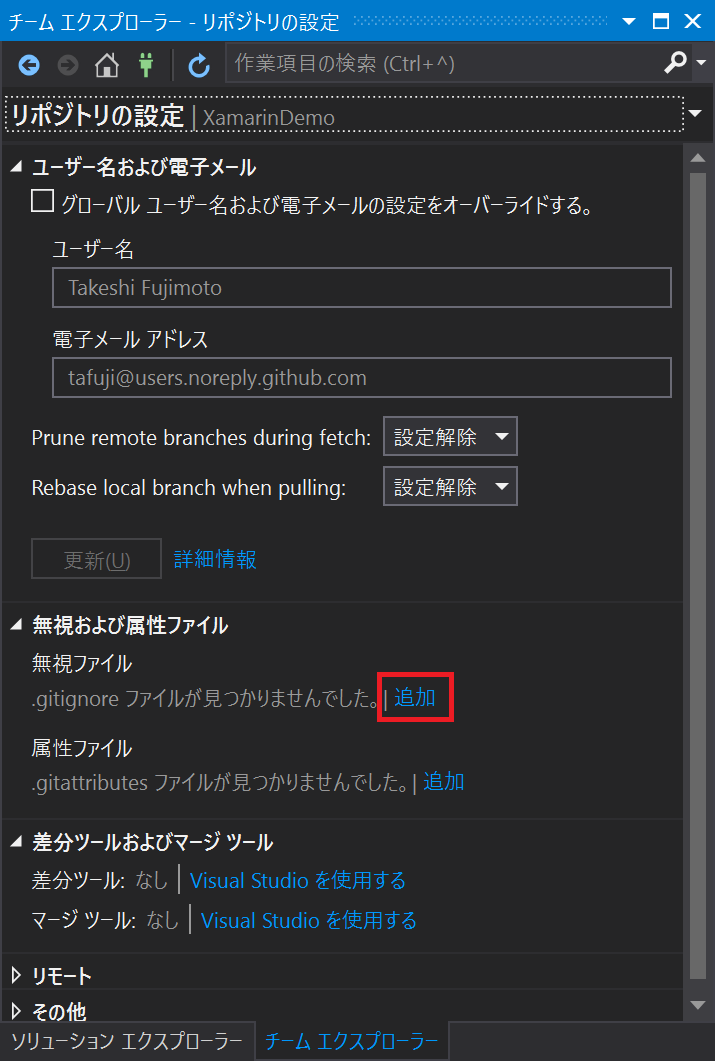 チーム エクスプローラー - リポジトリの設定
作業項目の検索 (Ctrl+^)
リポジトリの設定 | XamarinDemo
ユーザー名および電子メール
グローバル ユーザー名および電子メールの設定をオーバーライドする。
ユーザー名
Takeshi Fujimoto
電子メール アドレス
tafuji@users.noreply.github.com
Prune remote branches during fetch: 設定解除
Rebase local branch when pulling: 設定解除
更新(U) 詳細情報
無視および属性ファイル
無視ファイル
.gitignore ファイルが見つかりませんでした。| 追加
属性ファイル
.gitattributes ファイルが見つかりませんでした。| 追加
差分ツールおよびマージ ツール
差分ツール: なし | Visual Studio を使用する
マージ ツール: なし | Visual Studio を使用する
リモート
その他
ソリューション エクスプローラー チーム エクスプローラー